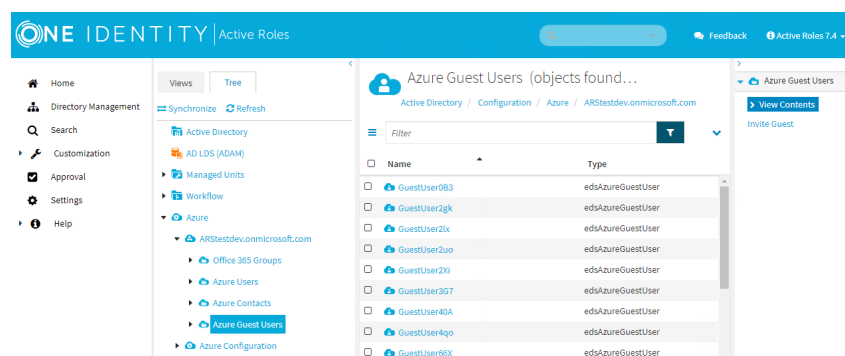 ONE IDENTITY Active Roles
Feedback
Active Roles 7.4
Home
Directory Management
Search
Customization
Approval
Settings
Help
Views Tree
Synchronize Refresh
Active Directory
AD LDS (ADAM)
Managed Units
Workflow
Azure
ARStestdev.onmicrosoft.com
Office 365 Groups
Azure Users
Azure Contacts
Azure Guest Users
Azure Configuration
Azure Guest Users (objects found...
Active Directory / Configuration / Azure / ARStestdev.onmicrosoft.com
Filter
Name Type
GuestUser0B3 edsAzureGuestUser
GuestUser2gk edsAzureGuestUser
GuestUser2lx edsAzureGuestUser
GuestUser2uo edsAzureGuestUser
GuestUser2Xi edsAzureGuestUser
GuestUser3G7 edsAzureGuestUser
GuestUser40A edsAzureGuestUser
GuestUser4qo edsAzureGuestUser
GuestUser66X edsAzureGuestUser
Azure Guest Users
View Contents
Invite Guest